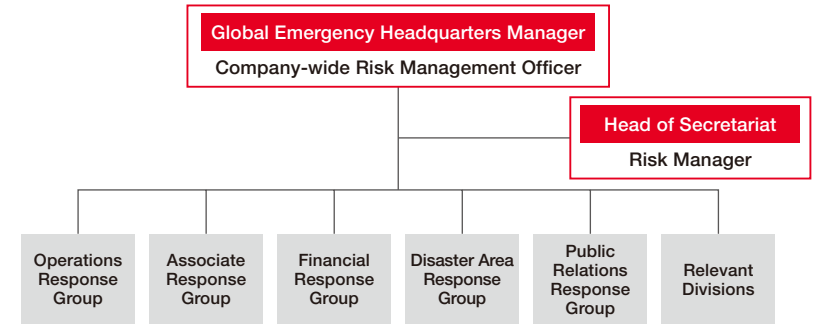 Global Emergency Headquarters Manager
Company-wide Risk Management Officer
Head of Secretariat
Risk Manager
Operations
Response
Group
Associate
Response
Group
Financial
Response
Group
Disaster Area
Response
Group
Public
Relations
Response
Group
Relevant
Divisions